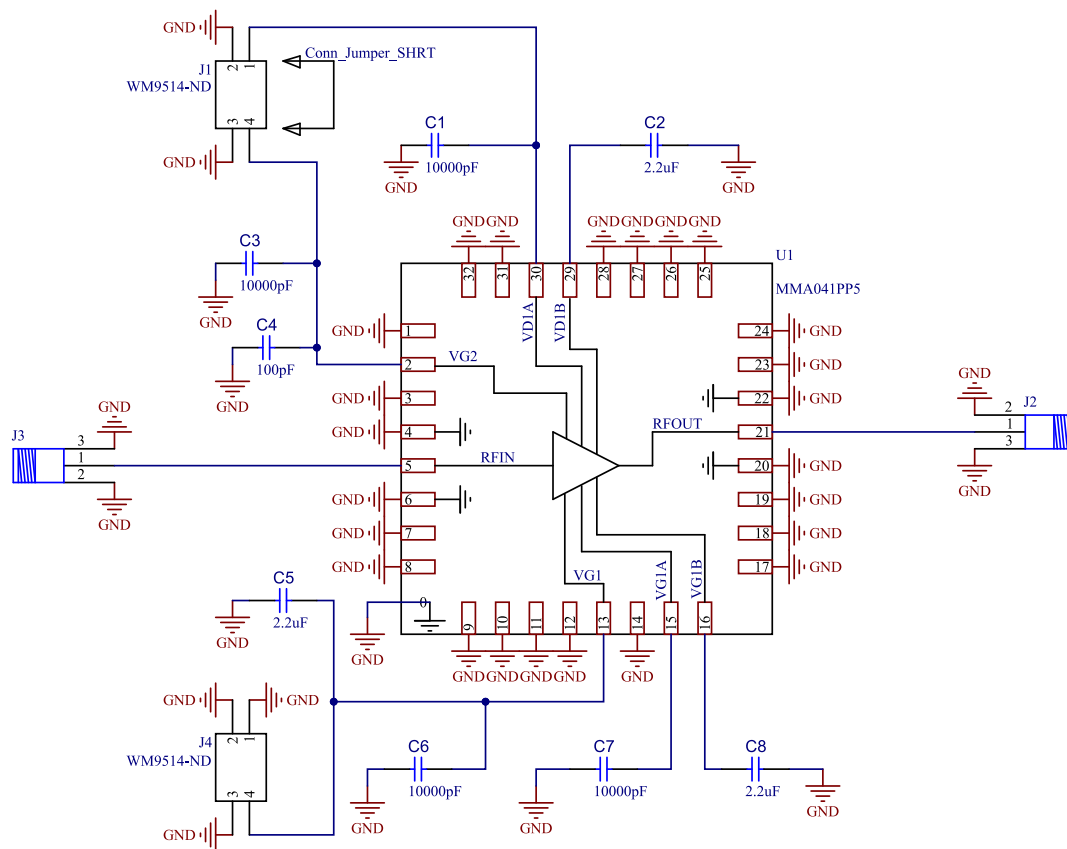 GND
2
1
J1
WM9514-ND
Conn_Jumper_SHRT
3
4
GND
C1
10000pF
GND
C2
2.2uF
GND
C3
10000pF
GND
C4
100pF
GND
GND
GND
GND
GND
GND
GND
32
31
30
29
28
27
26
25
U1
MMA041PP5
VD1A
VD1B
GND
1
24
GND
2
VG2
23
GND
GND
3
22
GND
GND
4
RFOUT
21
5
RFIN
20
GND
GND
6
19
GND
GND
7
18
GND
GND
8
17
GND
J3
GND
3
1
2
GND
GND
J2
2
1
3
GND
VG1
VG1A
VG1B
0
GND
9
10
11
12
13
14
15
16
GND
GND
GND
GND
GND
C5
2.2uF
GND
GND
GND
2
1
J4
WM9514-ND
3
4
GND
C6
10000pF
GND
C7
10000pF
GND
C8
2.2uF
GND